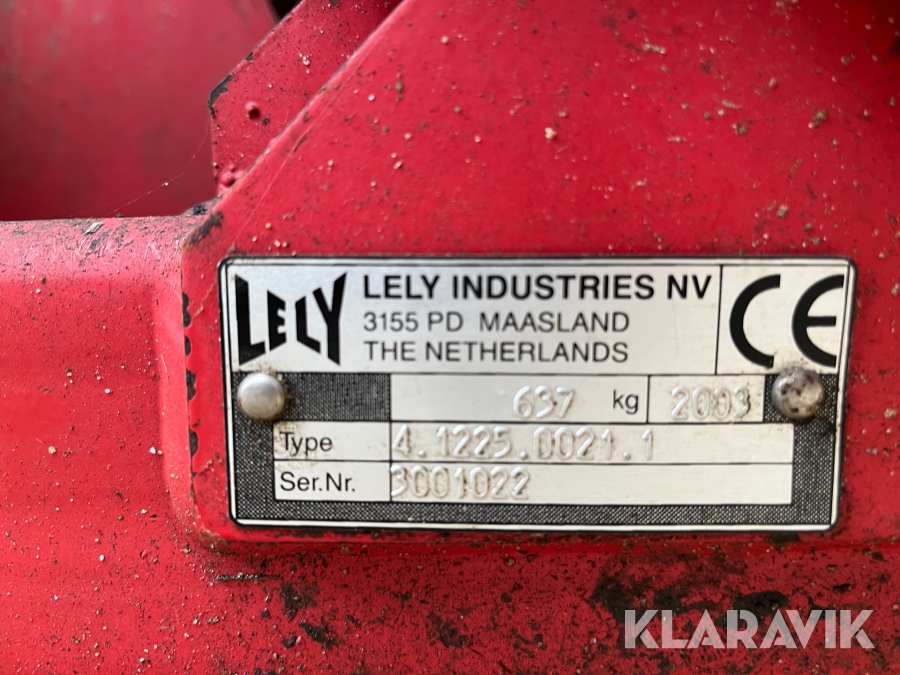 LELY
LELY INDUSTRIES NV
3155 PD MAASLAND
THE NETHERLANDS
CE
637 kg 2003
Type 4.1225.0021.1
Ser.Nr. 3001022
KLARAVIK